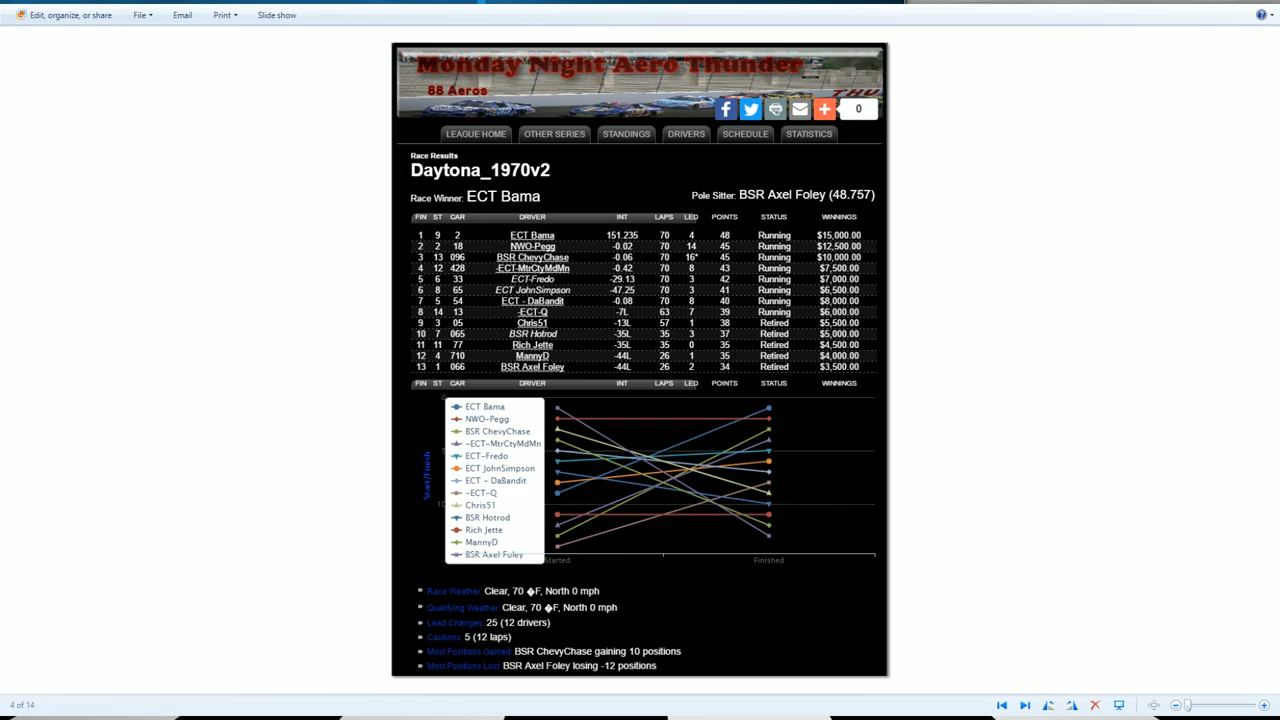 Edit, organize, or share File Email Print Slide show
Monday Night Aero Thunder
88 Aeros
THU
0
LEAGUE HOME OTHER SERIES STANDINGS DRIVERS SCHEDULE STATISTICS
Race Results
Daytona_1970v2
Race Winner: ECT Bama Pole Sitter: BSR Axel Foley (48.757)
FIN ST CAR DRIVER INT LAPS LED POINTS STATUS WINNINGS
1 9 2 ECT Bama 151.235 70 4 48 Running $15,000.00
2 2 18 NWO-Pegg -0.02 70 14 45 Running $12,500.00
3 13 096 BSR ChevyChase -0.06 70 16* 45 Running $10,000.00
4 12 428 -ECT-MtrCtyMdMn -0.42 70 8 43 Running $7,500.00
5 6 33 ECT-Fredo -29.13 70 3 42 Running $7,000.00
6 8 65 ECT JohnSimpson -47.25 70 3 41 Running $6,500.00
7 5 54 ECT - DaBandit -0.08 70 8 40 Running $8,000.00
8 14 13 -ECT-Q -7L 63 7 39 Running $6,000.00
9 3 05 Chris51 -13L 57 1 38 Retired $5,500.00
10 7 065 BSR Hotrod -35L 35 3 37 Retired $5,000.00
11 11 77 Rich Jette -35L 35 0 35 Retired $4,500.00
12 4 710 MannyD -44L 26 1 35 Retired $4,000.00
13 1 066 BSR Axel Foley -44L 26 2 34 Retired $3,500.00
FIN ST CAR DRIVER INT LAPS LED POINTS STATUS WINNINGS
0
5
10
Start/Finish
ECT Bama
NWO-Pegg
BSR ChevyChase
-ECT-MtrCtyMdMn
ECT-Fredo
ECT JohnSimpson
ECT - DaBandit
-ECT-Q
Chris51
BSR Hotrod
Rich Jette
MannyD
BSR Axel Foley
Started Finished
Race Weather: Clear, 70 �F, North 0 mph
Qualifying Weather: Clear, 70 �F, North 0 mph
Lead Changes: 25 (12 drivers)
Cautions: 5 (12 laps)
Most Positions Gained: BSR ChevyChase gaining 10 positions
Most Positions Lost: BSR Axel Foley losing -12 positions
4 of 14